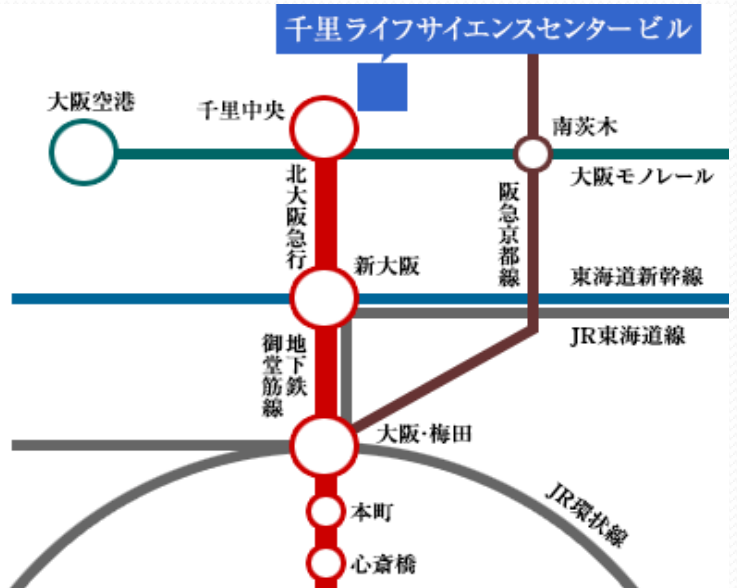 千里ライフサイエンスセンタービル
大阪空港
千里中央
南茨木
大阪モノレール
北大阪急行
阪急京都線
新大阪
東海道新幹線
JR東海道線
地下鉄
御堂筋線
大阪・梅田
JR環状線
本町
心斎橋